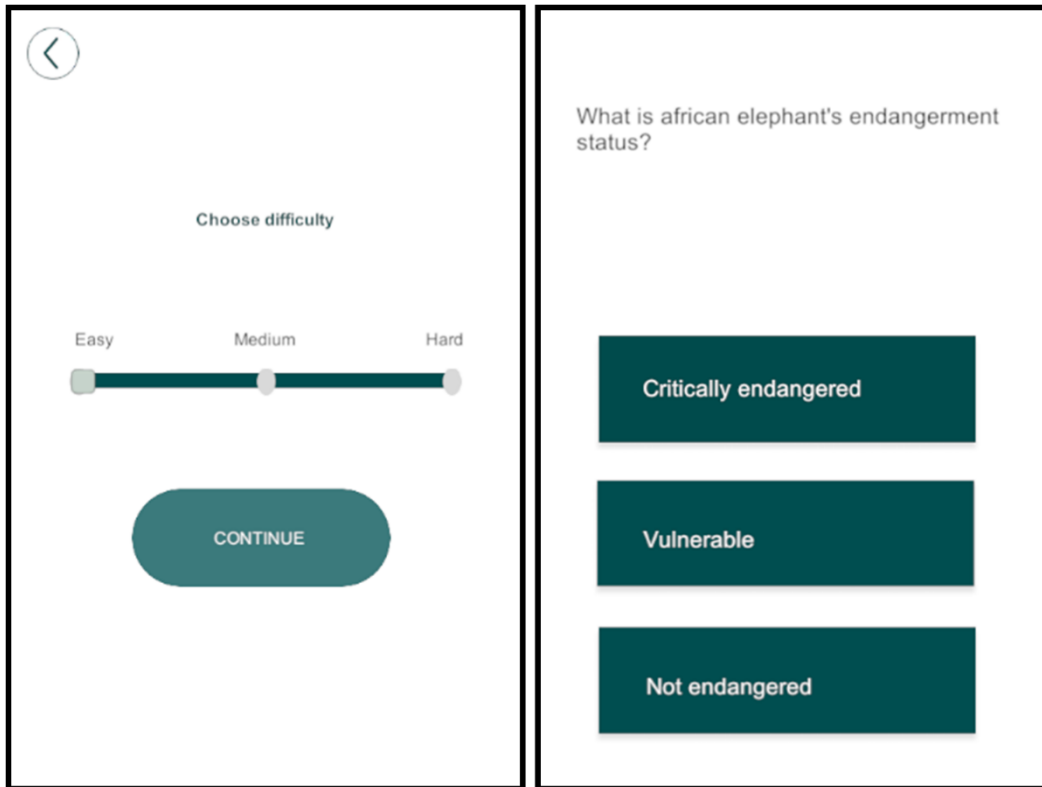 Choose difficulty
Easy Medium Hard
CONTINUE
What is african elephant's endangerment
status?
Critically endangered
Vulnerable
Not endangered